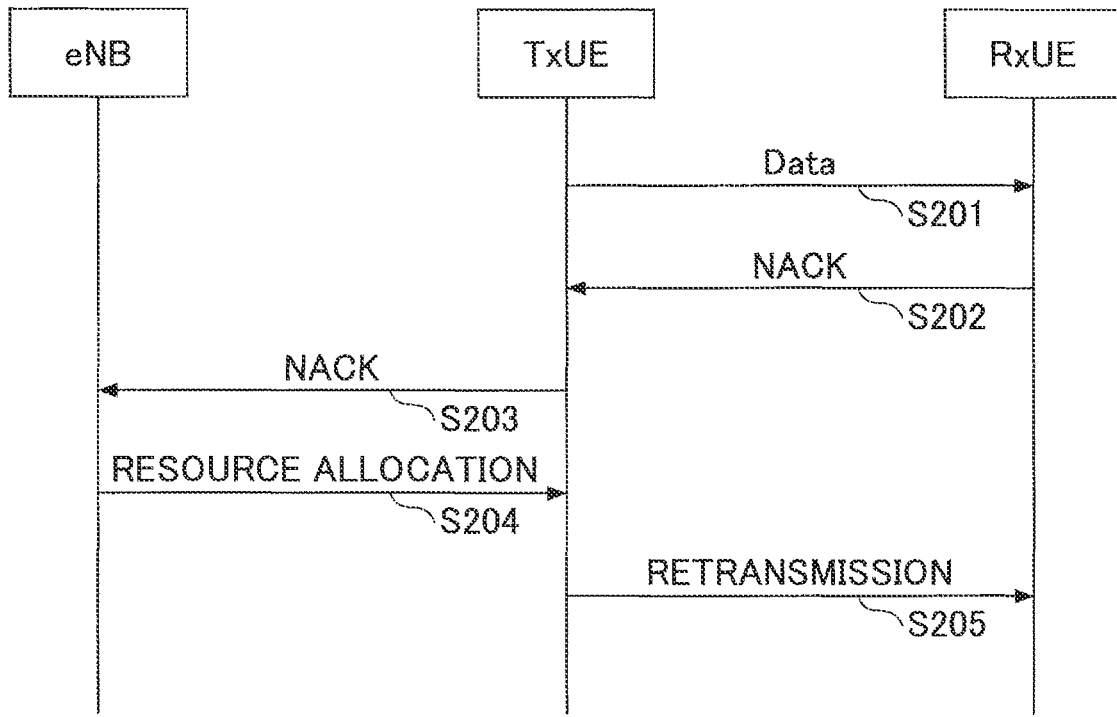 eNB
TxUE
RxUE
Data
S201
NACK
S202
NACK
S203
RESOURCE ALLOCATION
S204
RETRANSMISSION
S205